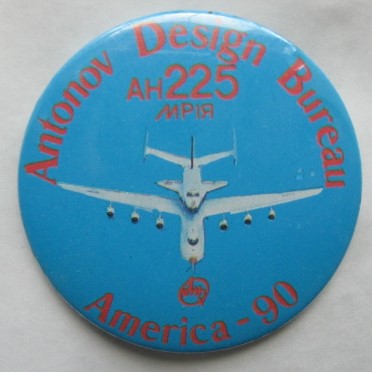 Antonov Design Bureau
АН225
МРІЯ
America-90